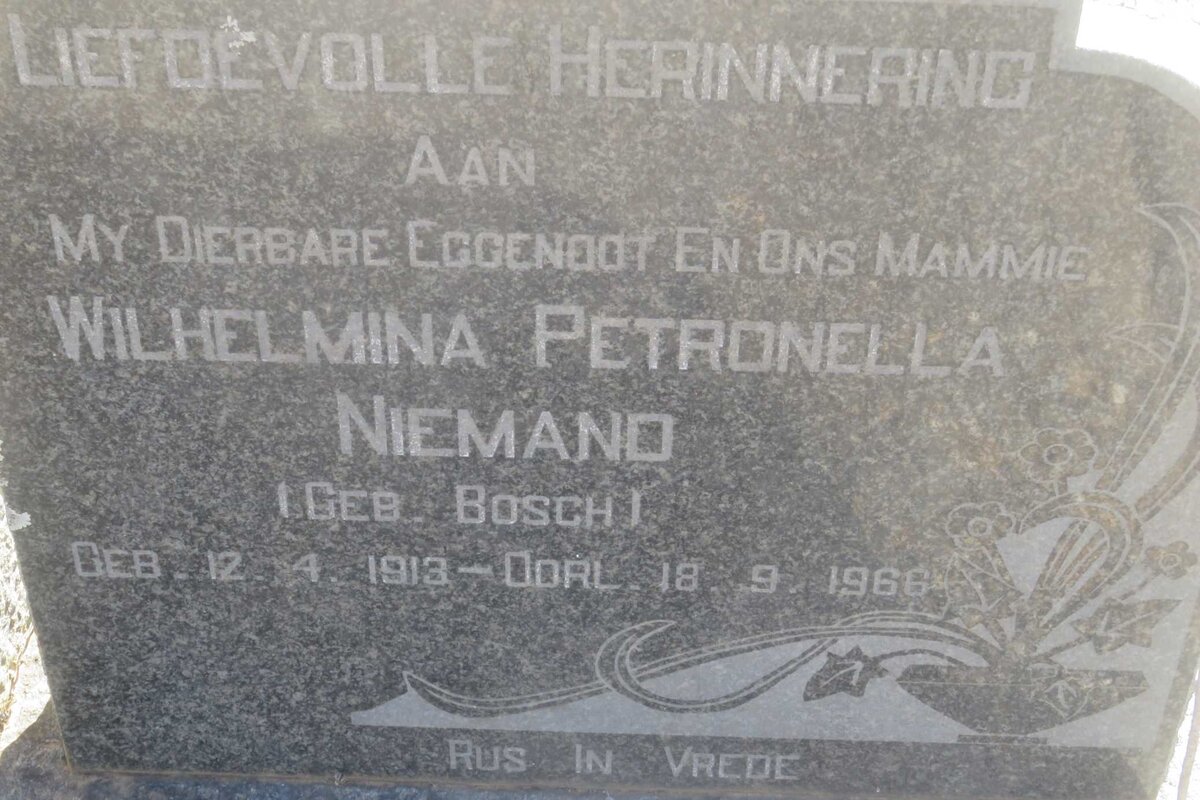 LIEFDEVOLLE HERINNERING
AAN
MY DIERBARE EGGENOOT EN ONS MAMMIE
WILHELMINA PETRONELLA
NIEMAND
(GEB. BOSCH)
GEB. 12. 4. 1913 - OORL. 18. 9. 1966
RUS IN VREDE